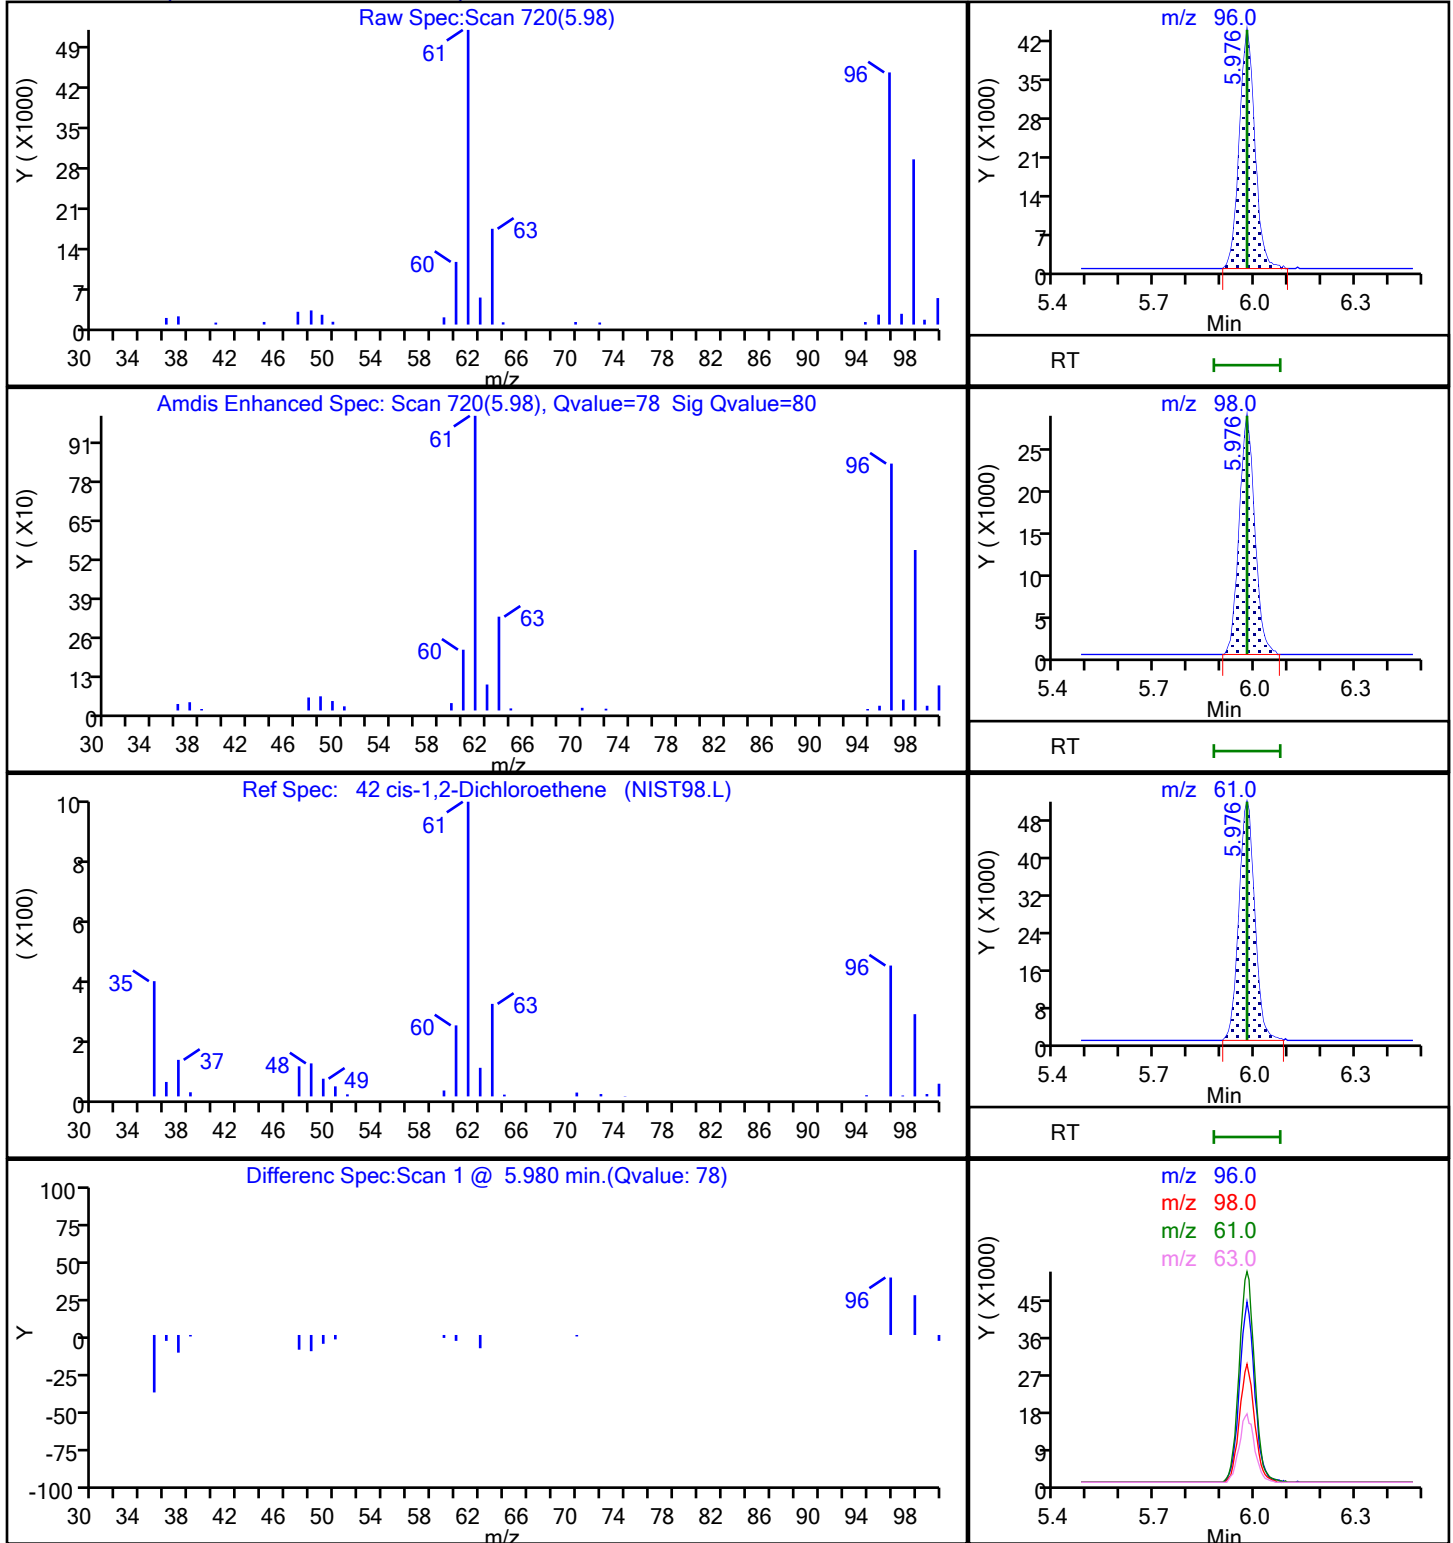 Raw Spec:Scan 720(5.98)
Y ( X1000)
49
42
35
28
21
14
7
0
61
96
60
63
30 34 38 42 46 50 54 58 62 66 70 74 78 82 86 90 94 98
m/z
m/z 96.0
Y ( X1000)
42
35
28
21
14
7
0
5.976
5.4 5.7 6.0 6.3
Min
RT
Amdis Enhanced Spec: Scan 720(5.98), Qvalue=78 Sig Qvalue=80
Y ( X10)
91
78
65
52
39
26
13
0
61
96
60
63
30 34 38 42 46 50 54 58 62 66 70 74 78 82 86 90 94 98
m/z
m/z 98.0
Y ( X1000)
25
20
15
10
5
0
5.976
5.4 5.7 6.0 6.3
Min
RT
Ref Spec: 42 cis-1,2-Dichloroethene (NIST98.L)
( X100)
10
8
6
4
2
0
61
35
37
48
49
60
63
96
30 34 38 42 46 50 54 58 62 66 70 74 78 82 86 90 94 98
m/z 61.0
Y ( X1000)
48
40
32
24
16
8
0
5.976
5.4 5.7 6.0 6.3
Min
RT
Differenc Spec:Scan 1 @ 5.980 min.(Qvalue: 78)
Y
100
75
50
25
0
-25
-50
-75
-100
96
30 34 38 42 46 50 54 58 62 66 70 74 78 82 86 90 94 98
m/z
m/z 96.0
m/z 98.0
m/z 61.0
m/z 63.0
Y ( X1000)
45
36
27
18
9
0
5.4 5.7 6.0 6.3
Min